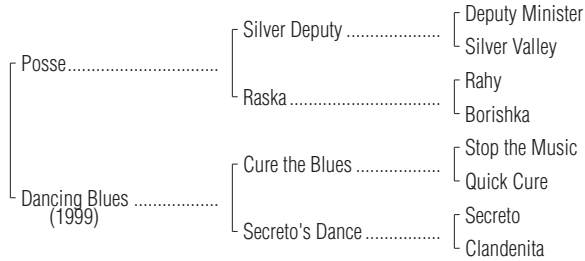 Deputy Minister
Silver Deputy ....................
Silver Valley
Posse................................
Rahy
Raska................................
Borishka
Stop the Music
Cure the Blues ..................
Quick Cure
Dancing Blues ..................
(1999)
Secreto
Secreto's Dance................
Clandenita